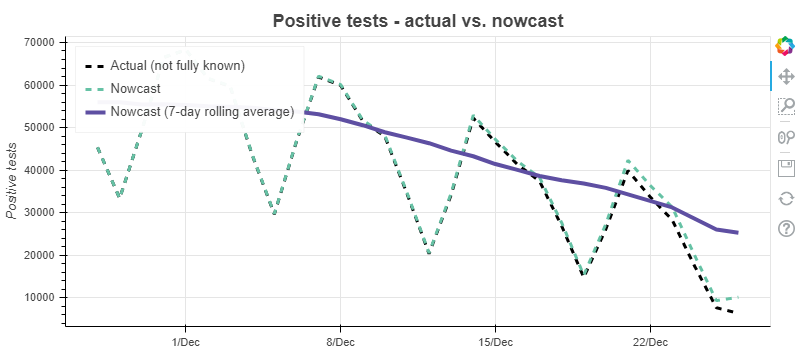 Positive tests - actual vs. nowcast
Positive tests
70000
60000
50000
40000
30000
20000
10000
Actual (not fully known)
Nowcast
Nowcast (7-day rolling average)
1/Dec
8/Dec
15/Dec
22/Dec